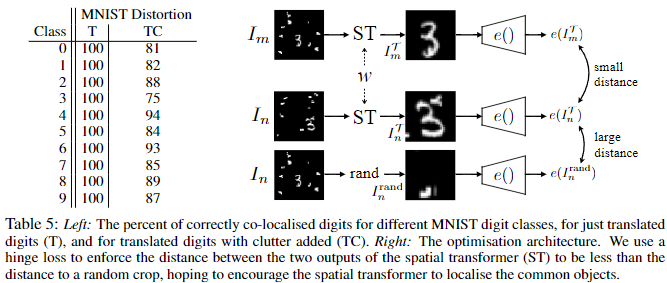 MNIST Distortion
Class T TC
0 100 81
1 100 82
2 100 88
3 100 75
4 100 94
5 100 84
6 100 93
7 100 85
8 100 89
9 100 87
I_m ST I_m^T e() e(I_m^T)
small
distance
W
I_n ST I_n^T e() e(I_n^T)
large
distance
I_n rand I_n^rand e() e(I_n^rand)
Table 5: Left: The percent of correctly co-localised digits for different MNIST digit classes, for just translated
digits (T), and for translated digits with clutter added (TC). Right: The optimisation architecture. We use a
hinge loss to enforce the distance between the two outputs of the spatial transformer (ST) to be less than the
distance to a random crop, hoping to encourage the spatial transformer to localise the common objects.